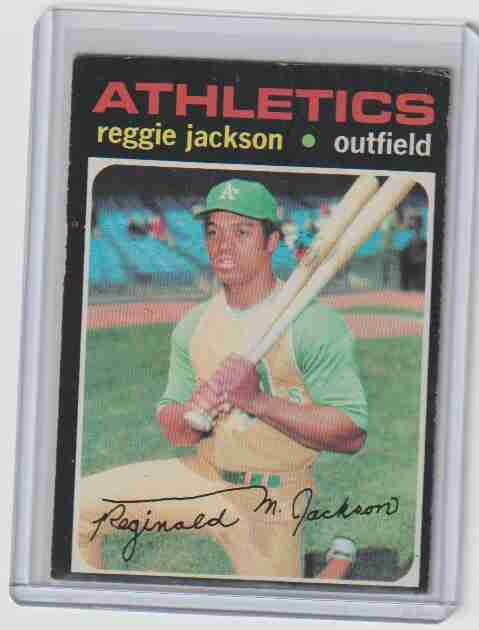 ATHLETICS
reggie jackson • outfield
A's
Reginald M. Jackson